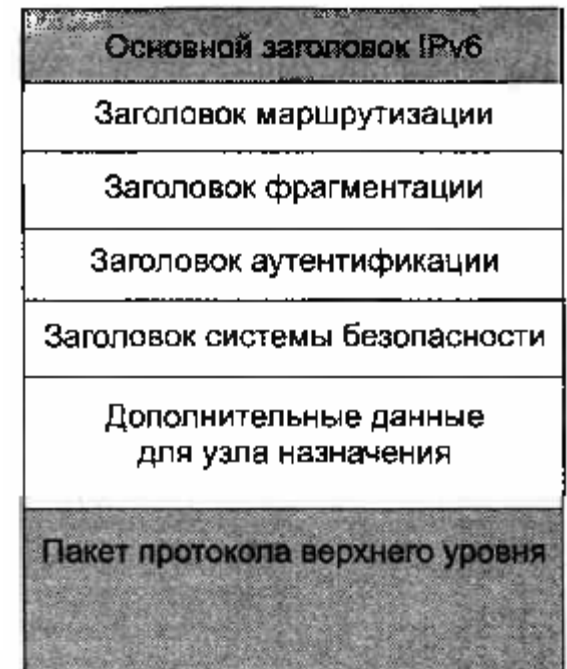 Основной заголовок IPv6
Заголовок маршрутизации
Заголовок фрагментации
Заголовок аутентификации
Заголовок системы безопасности
Дополнительные данные
для узла назначения
Пакет протокола верхнего уровня